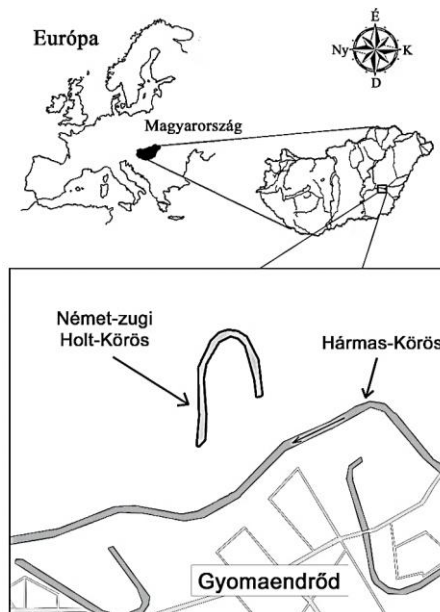 Európa
É
Ny
K
D
Magyarország
Német-zugi
Holt-Körös
Hármas-Körös
Gyomaendrőd